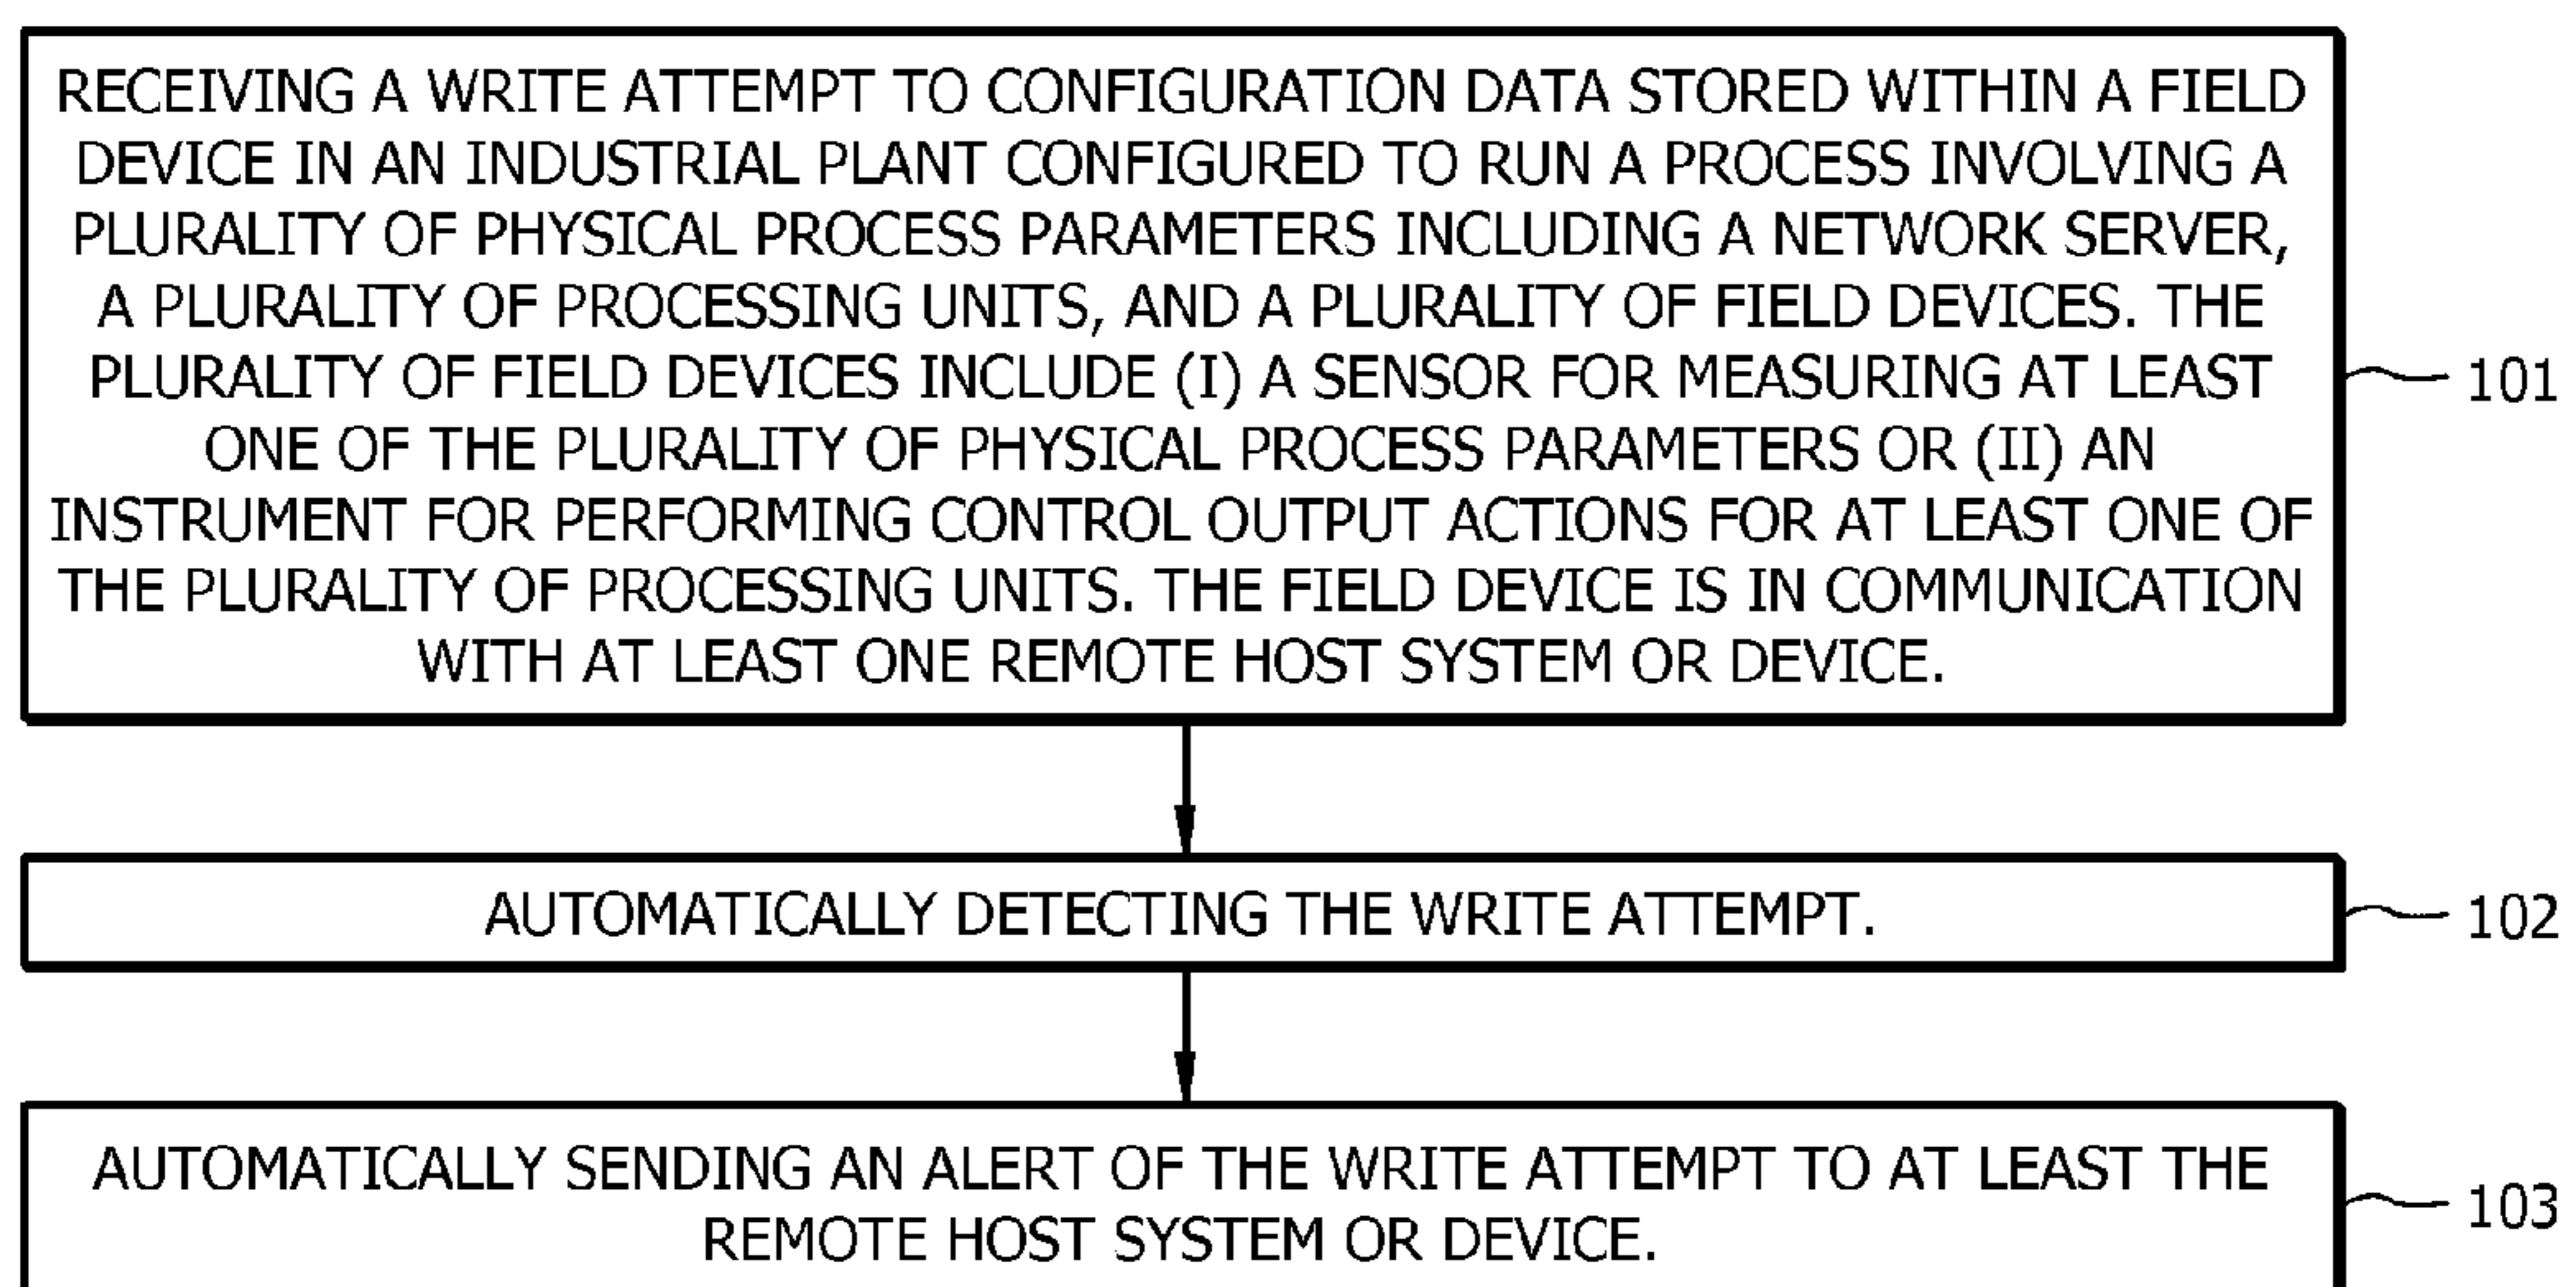 RECEIVING A WRITE ATTEMPT TO CONFIGURATION DATA STORED WITHIN A FIELD
DEVICE IN AN INDUSTRIAL PLANT CONFIGURED TO RUN A PROCESS INVOLVING A
PLURALITY OF PHYSICAL PROCESS PARAMETERS INCLUDING A NETWORK SERVER,
A PLURALITY OF PROCESSING UNITS, AND A PLURALITY OF FIELD DEVICES. THE
PLURALITY OF FIELD DEVICES INCLUDE (I) A SENSOR FOR MEASURING AT LEAST
ONE OF THE PLURALITY OF PHYSICAL PROCESS PARAMETERS OR (II) AN
INSTRUMENT FOR PERFORMING CONTROL OUTPUT ACTIONS FOR AT LEAST ONE OF
THE PLURALITY OF PROCESSING UNITS. THE FIELD DEVICE IS IN COMMUNICATION
WITH AT LEAST ONE REMOTE HOST SYSTEM OR DEVICE.
101
AUTOMATICALLY DETECTING THE WRITE ATTEMPT.
102
AUTOMATICALLY SENDING AN ALERT OF THE WRITE ATTEMPT TO AT LEAST THE
REMOTE HOST SYSTEM OR DEVICE.
103